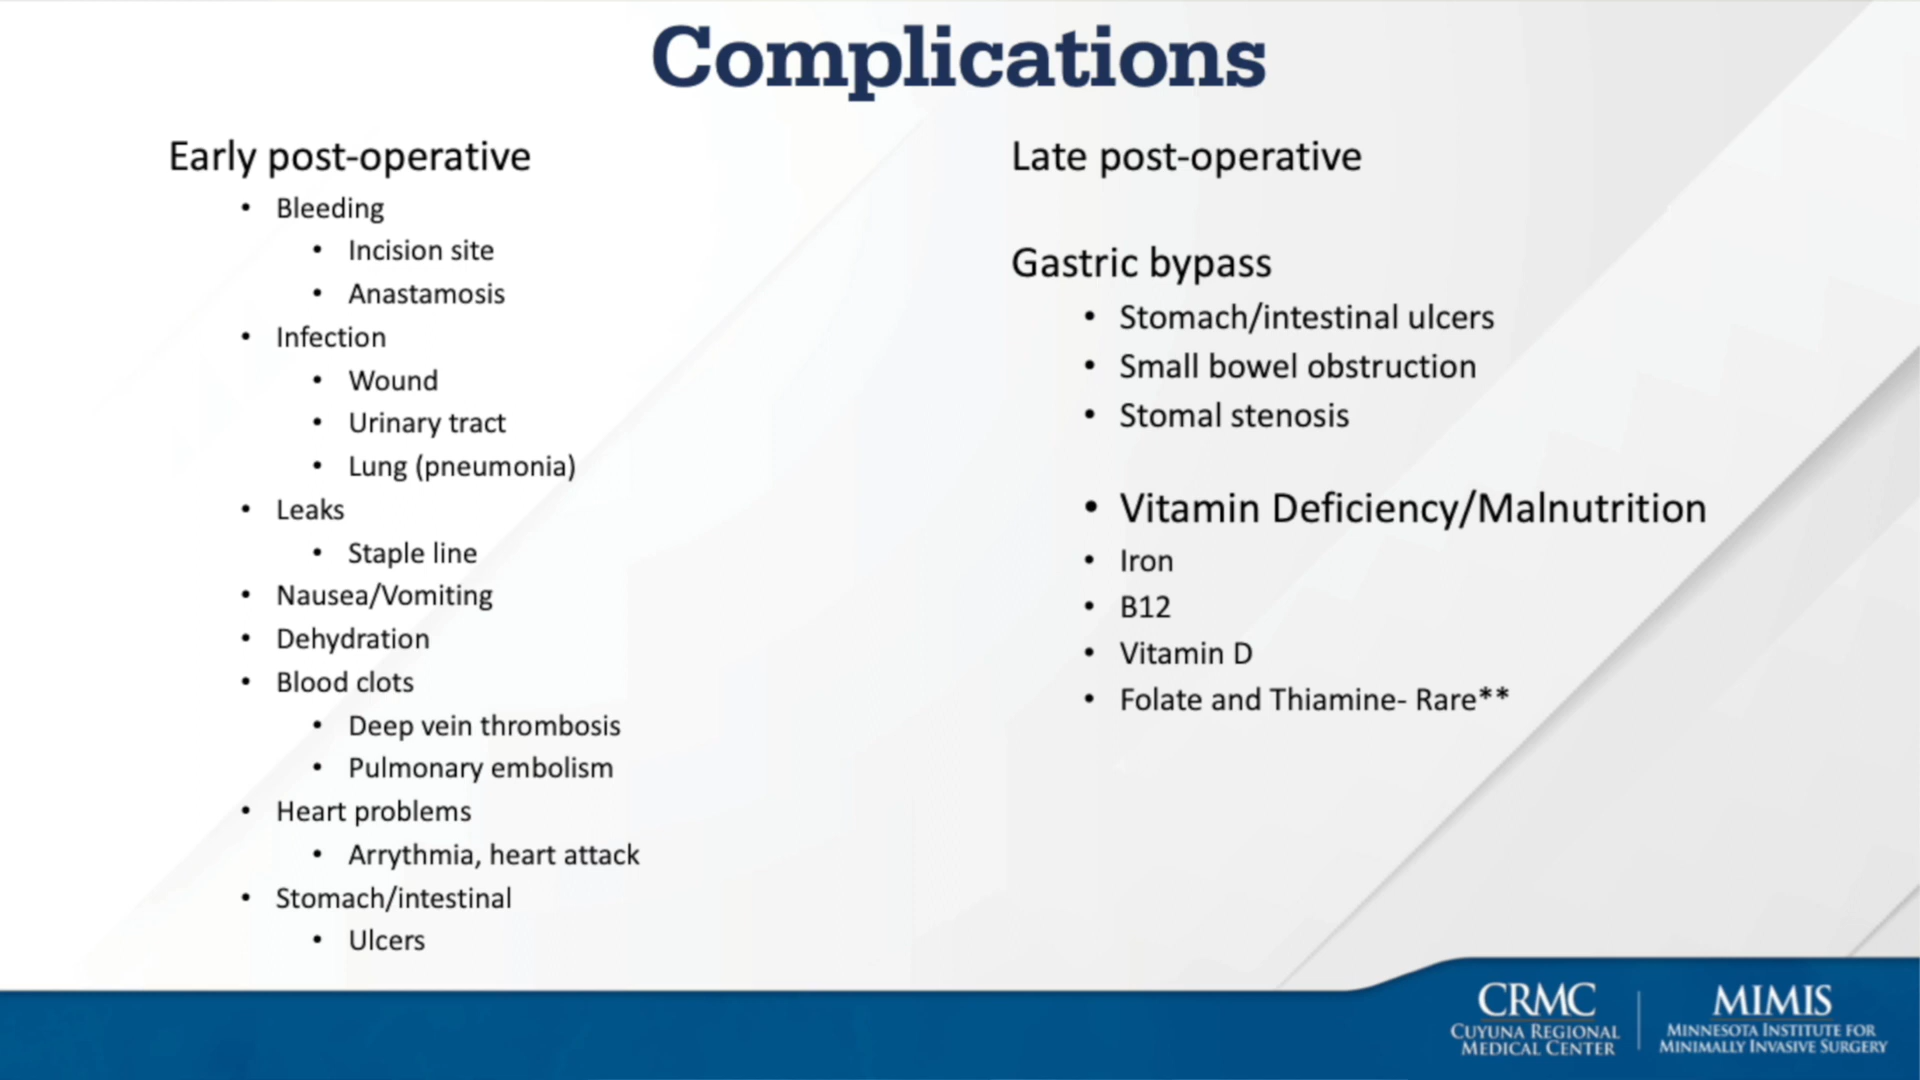 Complications
Early post-operative
• Bleeding
• Incision site
• Anastamosis
• Infection
• Wound
• Urinary tract
• Lung (pneumonia)
• Leaks
• Staple line
• Nausea/Vomiting
• Dehydration
• Blood clots
• Deep vein thrombosis
• Pulmonary embolism
• Heart problems
• Arrythmia, heart attack
• Stomach/intestinal
• Ulcers
Late post-operative
Gastric bypass
• Stomach/intestinal ulcers
• Small bowel obstruction
• Stomal stenosis
• Vitamin Deficiency/Malnutrition
• Iron
• B12
• Vitamin D
• Folate and Thiamine- Rare**
CRMC
CUYUNA REGIONAL
MEDICAL CENTER
MIMIS
MINNESOTA INSTITUTE FOR
MINIMALLY INVASIVE SURGERY